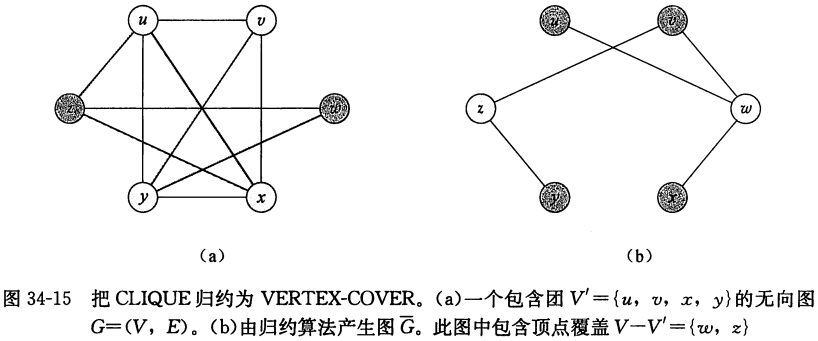 u v
z w
y x
(a)
u v
z w
y x
(b)
图 34-15 把 CLIQUE 归约为 VERTEX-COVER。(a)一个包含团 V′={u, v, x, y}的无向图
G=(V, E)。(b)由归约算法产生图 G̅。此图中包含顶点覆盖 V−V′={w, z}